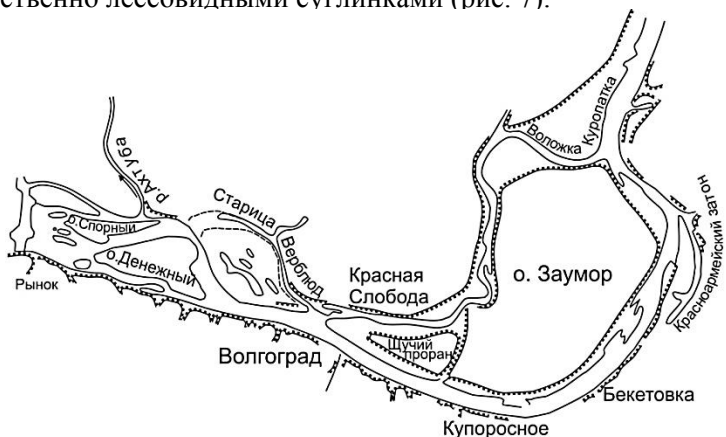 ственно лессовидными суглинками (рис. 7).
р.Ахтуба
Старица
Верблюд
р.Спорный
о.Денежный
Рынок
Волгоград
Красная
Слобода
Щучий
проран
Воложка
Куропатка
о. Заумор
Красноармейский затон
Бекетовка
Купоросное